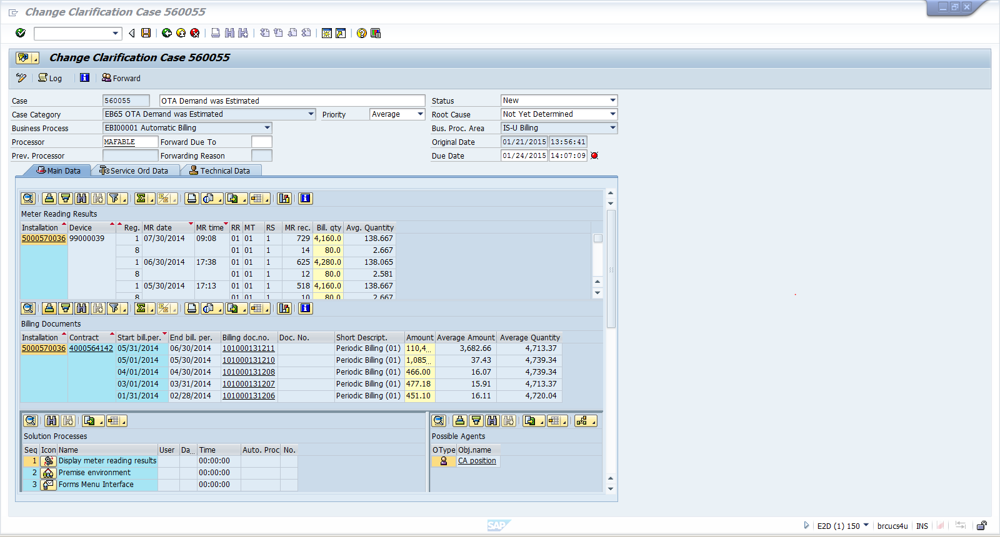 Change Clarification Case 560055
Change Clarification Case 560055
Log Forward
Case 560055 OTA Demand was Estimated Status New
Case Category EB65 OTA Demand was Estimated Priority Average Root Cause Not Yet Determined
Business Process EBI00001 Automatic Billing Bus. Proc. Area IS-U Billing
Processor MAFABLE Forward Due To Original Date 01/21/2015 13:56:41
Prev. Processor Forwarding Reason Due Date 01/24/2015 14:07:09
Main Data Service Ord Data Technical Data
Meter Reading Results
Installation Device Reg. MR date MR time RR MT RS MR rec. Bill. qty Avg. Quantity
5000570036 99000039 1 07/30/2014 09:08 01 01 1 729 4,160.0 138.667
8 01 01 1 14 80.0 2.667
1 06/30/2014 17:38 01 01 1 625 4,280.0 138.065
8 01 01 1 12 80.0 2.581
1 05/30/2014 17:13 01 01 1 518 4,160.0 138.667
8 01 01 1 10 80.0 2.667
Billing Documents
Installation Contract Start bill.per. End bill. per. Billing doc.no. Doc. No. Short Descript. Amount Average Amount Average Quantity
5000570036 4000564142 05/31/2014 06/30/2014 101000131211 Periodic Billing (01) 110,4... 3,682.66 4,713.37
05/01/2014 05/30/2014 101000131210 Periodic Billing (01) 1,085... 37.43 4,739.34
04/01/2014 04/30/2014 101000131208 Periodic Billing (01) 466.00 16.07 4,739.34
03/01/2014 03/31/2014 101000131207 Periodic Billing (01) 477.18 15.91 4,713.37
01/31/2014 02/28/2014 101000131206 Periodic Billing (01) 451.10 16.11 4,720.04
Solution Processes Possible Agents
Seq Icon Name User Da... Time Auto. Proc No. OType Obj.name
1 Display meter reading results 00:00:00 CA position
2 Premise environment 00:00:00
3 Forms Menu Interface 00:00:00
SAP E2D (1) 150 brcucs4u INS